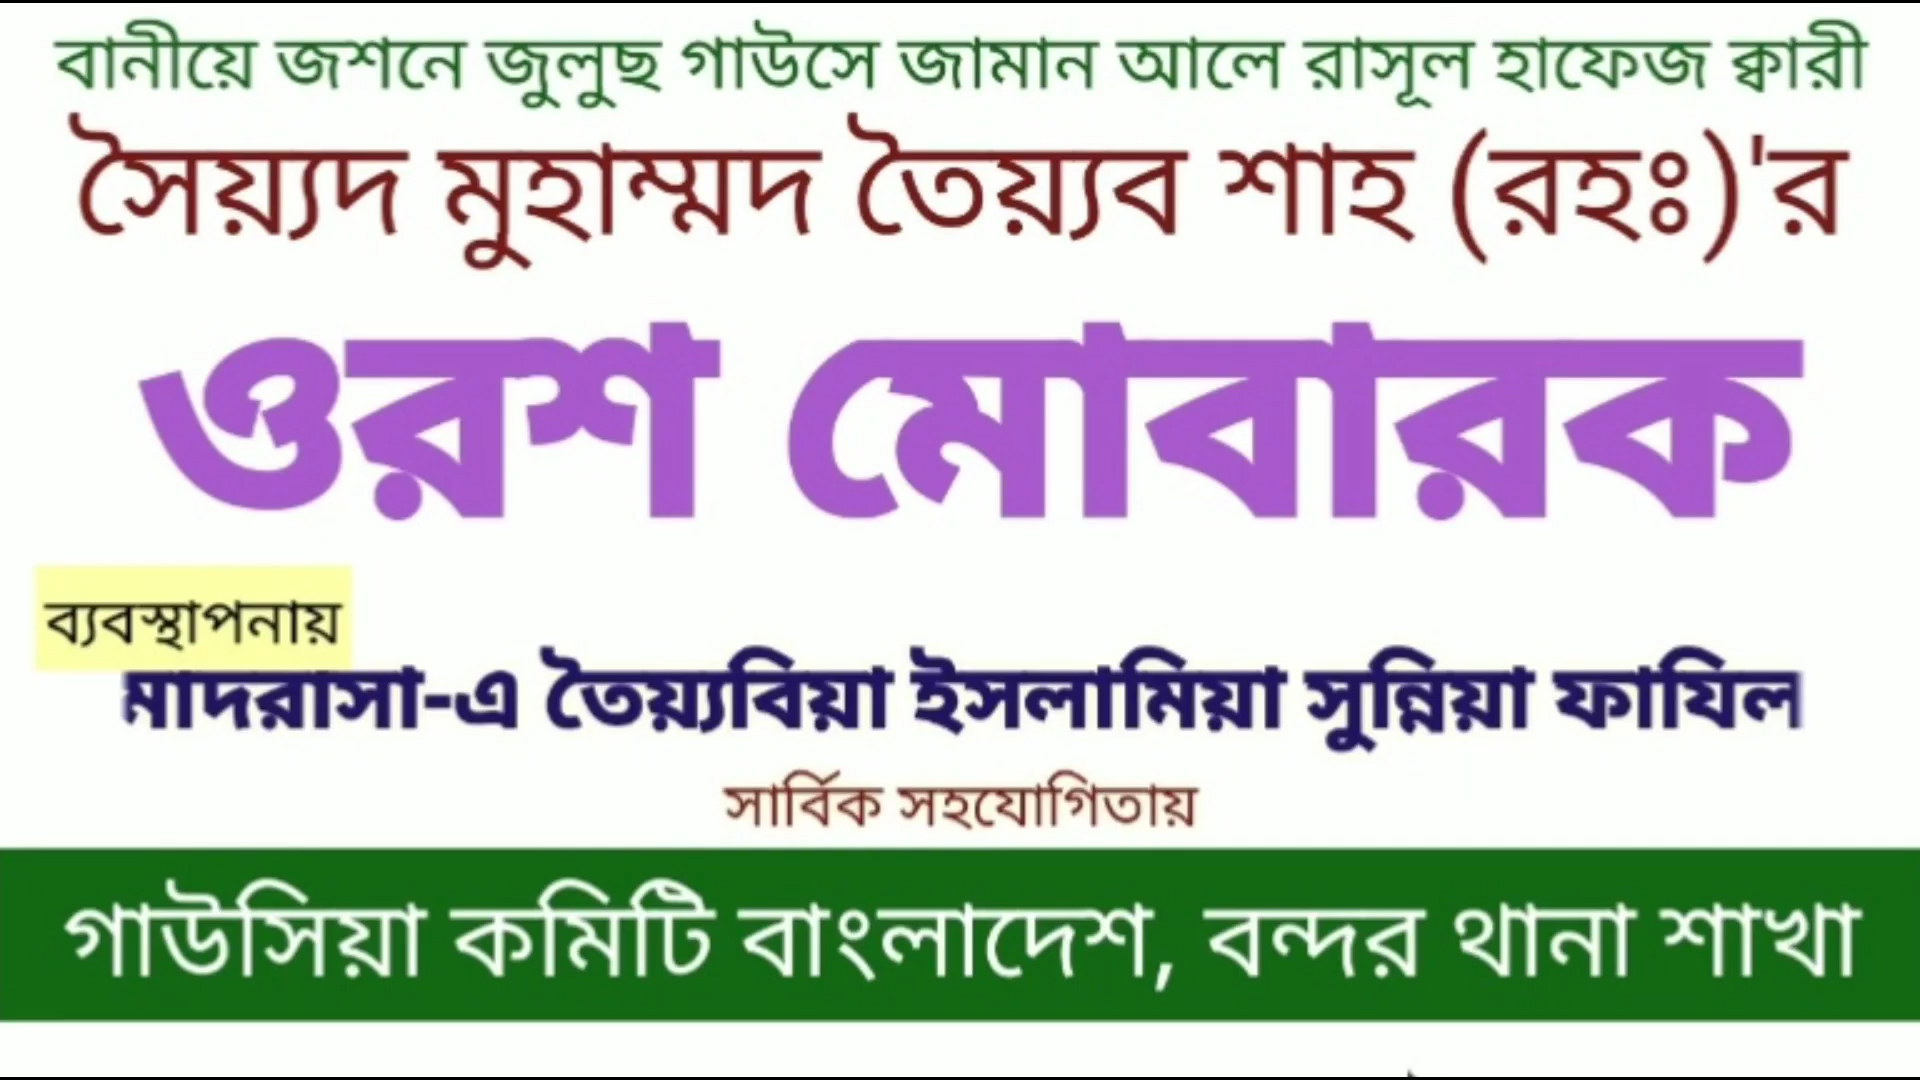 বানীয়ে জশনে জুলুছ গাউসে জামান আলে রাসূল হাফেজ ক্বারী
সৈয়্যদ মুহাম্মদ তৈয়্যব শাহ (রহঃ)'র
ওরশ মোবারক
ব্যবস্থাপনায়
মাদরাসা-এ তৈয়্যবিয়া ইসলামিয়া সুন্নিয়া ফাযিল
সার্বিক সহযোগিতায়
গাউসিয়া কমিটি বাংলাদেশ, বন্দর থানা শাখা